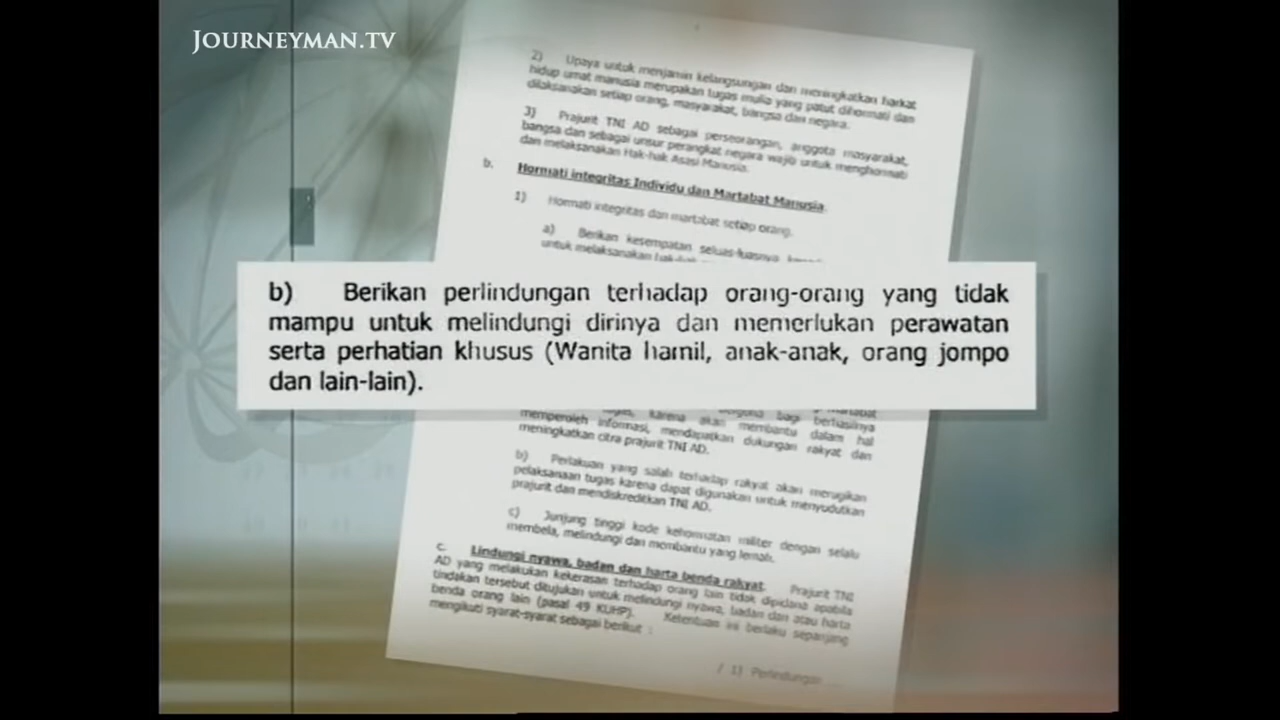 JOURNEYMAN.TV
2) Upaya untuk menjamin kelangsungan dan meningkatkan harkat
hidup umat manusia merupakan tugas mulia yang patut dihormati dan
dilaksanakan setiap orang, masyarakat, bangsa dan negara.
3) Prajurit TNI AD sebagai perseorangan, anggota masyarakat,
bangsa dan sebagai unsur perangkat negara wajib untuk menghormati
dan melaksanakan Hak-hak Asasi Manusia.
b. Hormati integritas Individu dan Martabat Manusia.
1) Hormati integritas dan martabat setiap orang.
a) Berikan kesempatan seluas-luasnya
untuk melaksanakan hak-hak
b) Berikan perlindungan terhadap orang-orang yang tidak
mampu untuk melindungi dirinya dan memerlukan perawatan
serta perhatian khusus (Wanita hamil, anak-anak, orang jompo
dan lain-lain).
karena akan membantu dalam hal
memperoleh informasi, mendapatkan dukungan rakyat dan
meningkatkan citra prajurit TNI AD.
b) Perlakuan yang salah terhadap rakyat akan merugikan
pelaksanaan tugas karena dapat digunakan untuk menyudutkan
prajurit dan mendiskreditkan TNI AD.
c) Junjung tinggi kode kehormatan militer dengan selalu
membela, melindungi dan membantu yang lemah.
c. Lindungi nyawa, badan dan harta benda rakyat. Prajurit TNI
AD yang melakukan kekerasan terhadap orang lain tidak dipidana apabila
tindakan tersebut ditujukan untuk melindungi nyawa, badan dan atau harta
benda orang lain (pasal 49 KUHP). Ketentuan ini berlaku sepanjang
mengikuti syarat-syarat sebagai berikut :
/ 1) Perlindungan